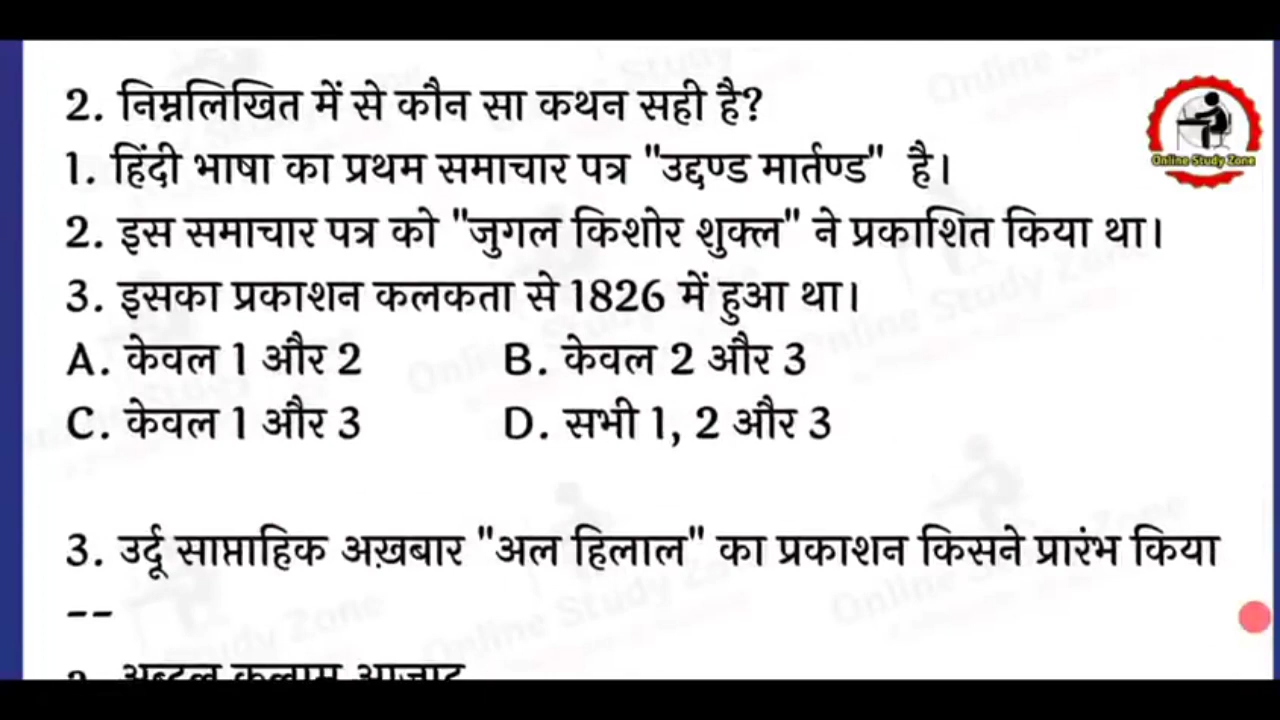 2. निम्नलिखित में से कौन सा कथन सही है?
1. हिंदी भाषा का प्रथम समाचार पत्र "उद्दण्ड मार्तण्ड" है।
2. इस समाचार पत्र को "जुगल किशोर शुक्ल" ने प्रकाशित किया था।
3. इसका प्रकाशन कलकता से 1826 में हुआ था।
A. केवल 1 और 2 B. केवल 2 और 3
C. केवल 1 और 3 D. सभी 1, 2 और 3
3. उर्दू साप्ताहिक अख़बार "अल हिलाल" का प्रकाशन किसने प्रारंभ किया
--
Online Study Zone